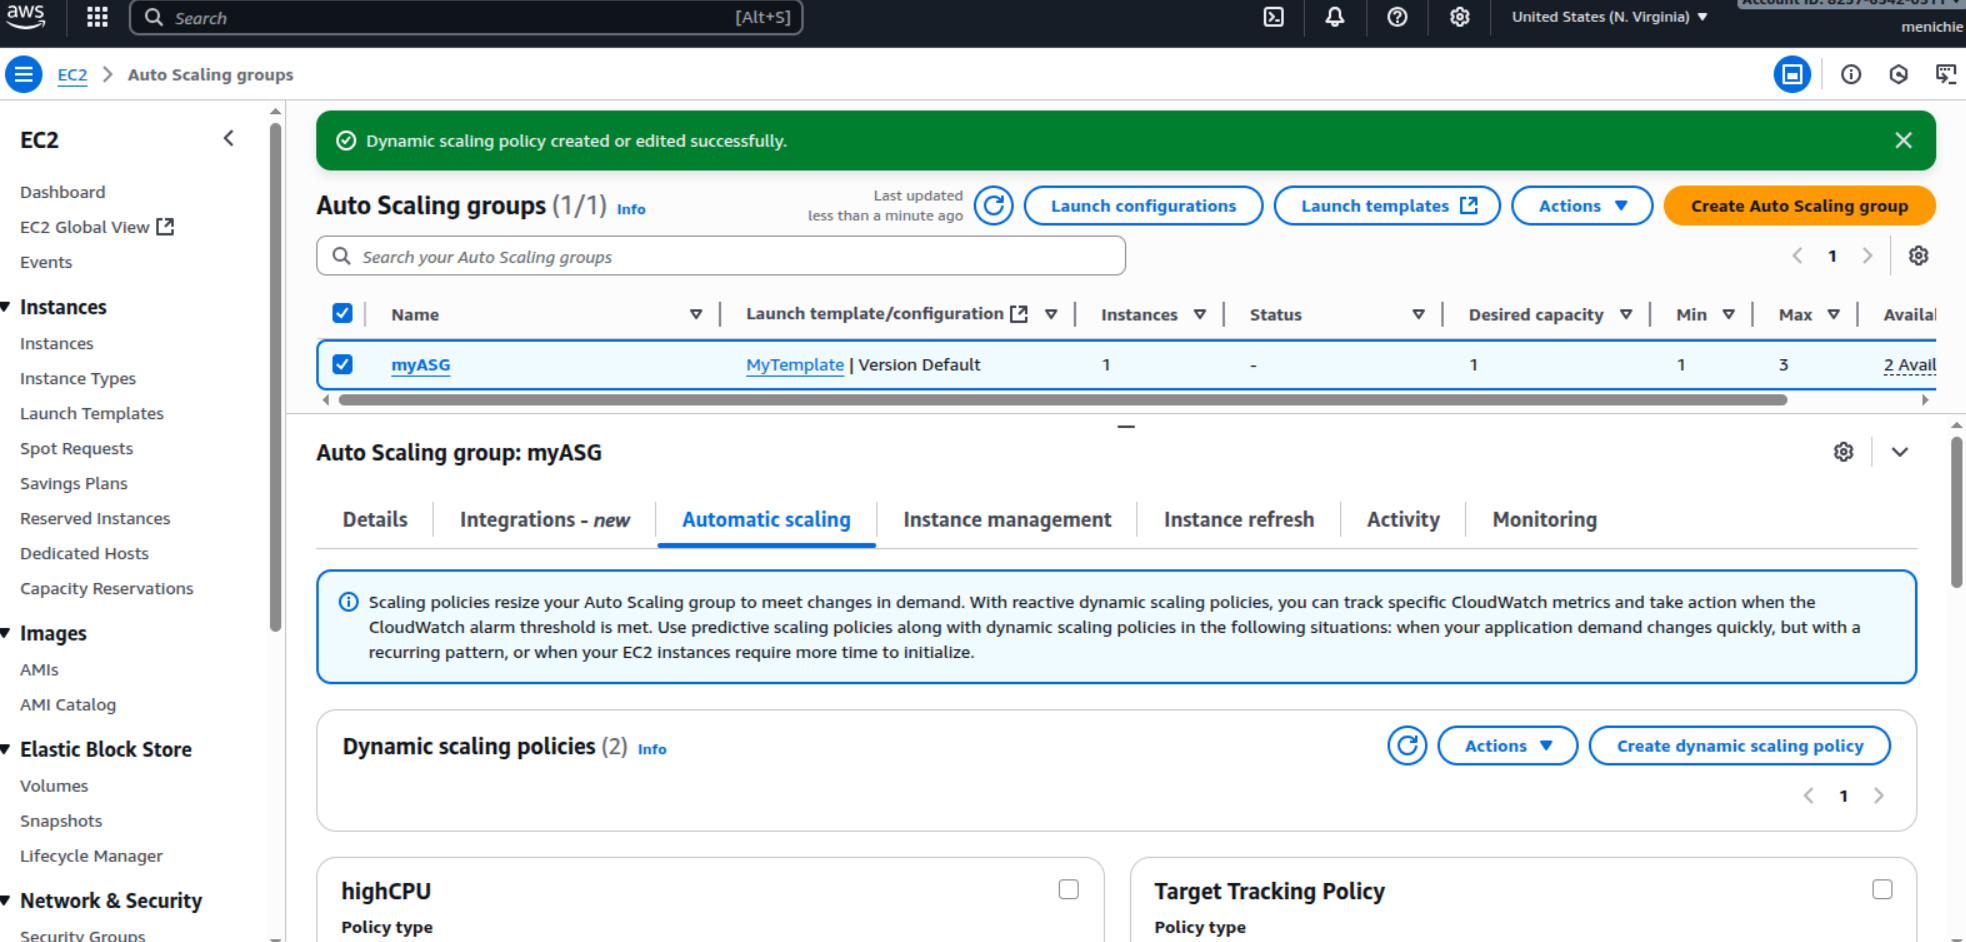 aws
Search [Alt+S]
United States (N. Virginia)
menichie
EC2 > Auto Scaling groups
EC2
Dashboard
EC2 Global View
Events
Instances
Instances
Instance Types
Launch Templates
Spot Requests
Savings Plans
Reserved Instances
Dedicated Hosts
Capacity Reservations
Images
AMIs
AMI Catalog
Elastic Block Store
Volumes
Snapshots
Lifecycle Manager
Network & Security
Security Groups
Dynamic scaling policy created or edited successfully.
Auto Scaling groups (1/1) Info
Last updated
less than a minute ago
Launch configurations
Launch templates
Actions
Create Auto Scaling group
Search your Auto Scaling groups
1
Name Launch template/configuration Instances Status Desired capacity Min Max Availal
myASG MyTemplate | Version Default 1 - 1 1 3 2 Avail
Auto Scaling group: myASG
Details Integrations - new Automatic scaling Instance management Instance refresh Activity Monitoring
Scaling policies resize your Auto Scaling group to meet changes in demand. With reactive dynamic scaling policies, you can track specific CloudWatch metrics and take action when the
CloudWatch alarm threshold is met. Use predictive scaling policies along with dynamic scaling policies in the following situations: when your application demand changes quickly, but with a
recurring pattern, or when your EC2 instances require more time to initialize.
Dynamic scaling policies (2) Info
Actions
Create dynamic scaling policy
1
highCPU
Policy type
Target Tracking Policy
Policy type